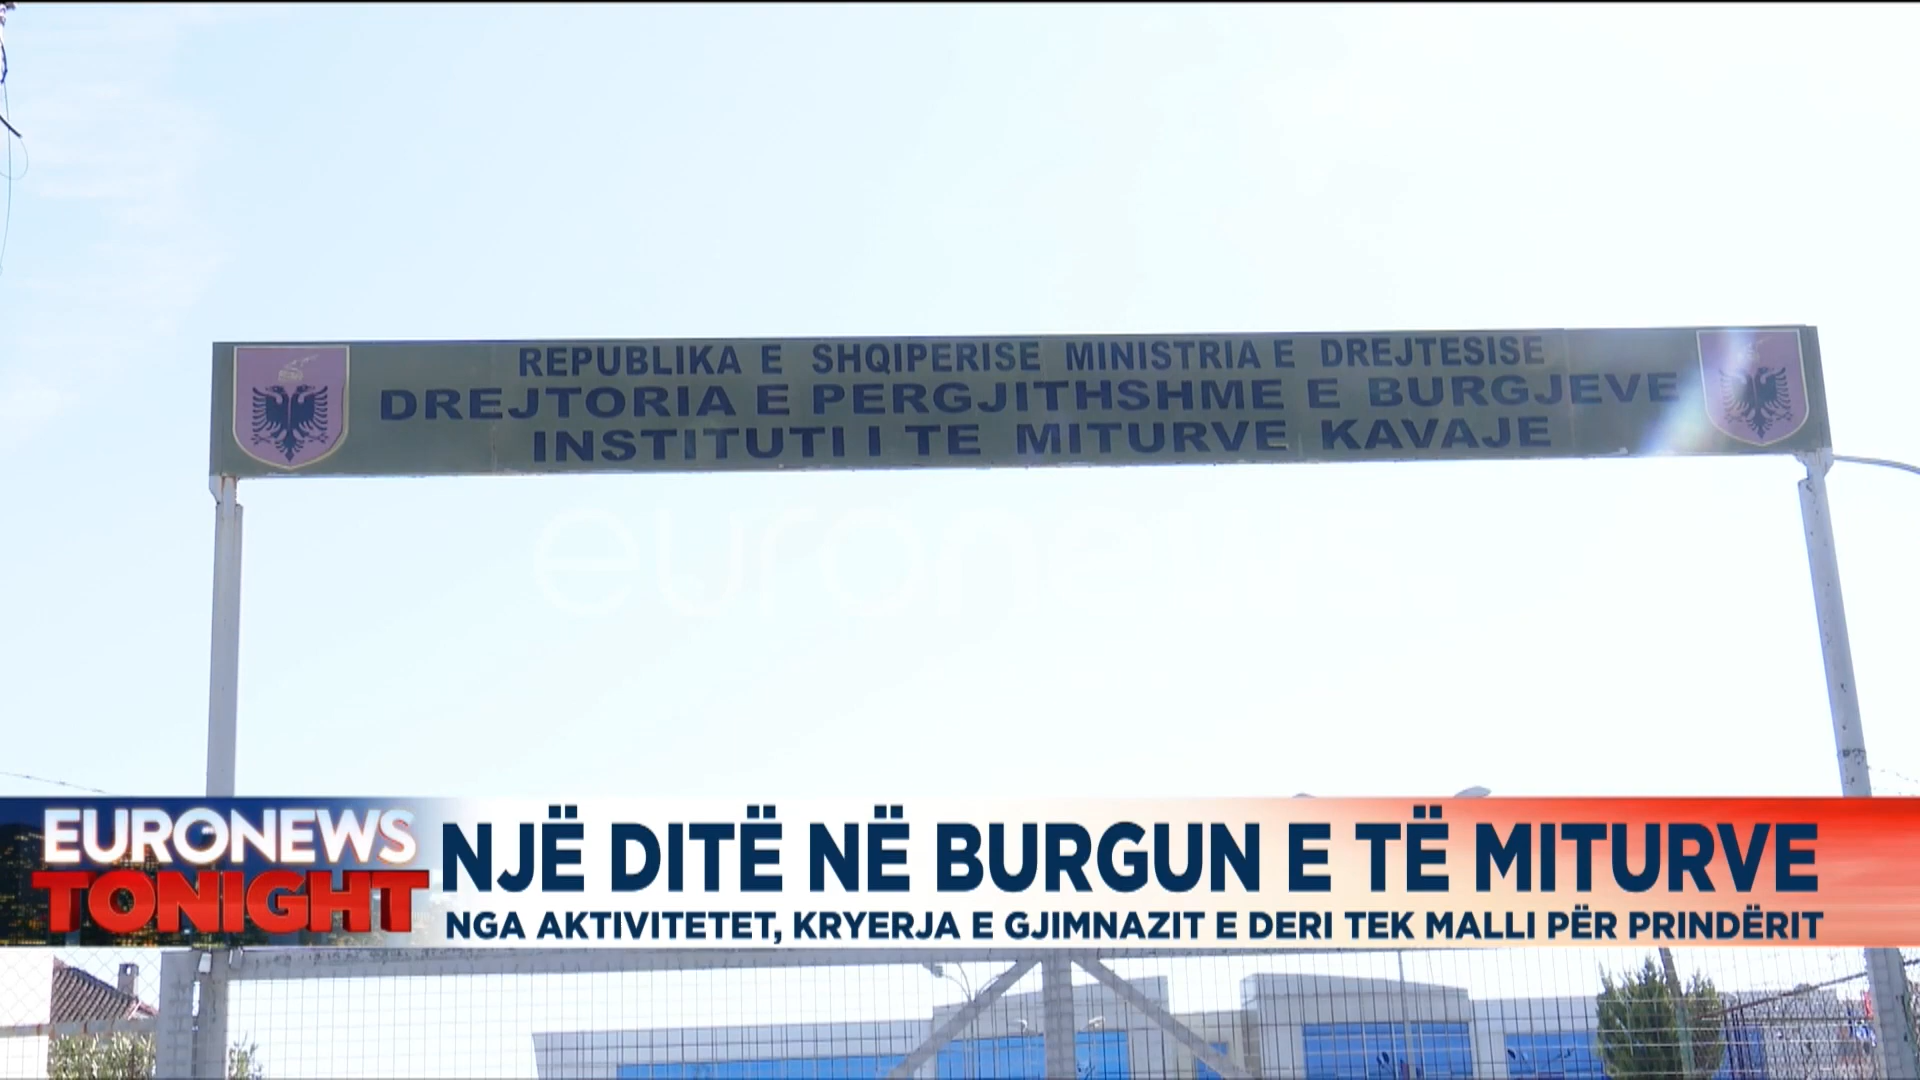 REPUBLIKA E SHQIPERISE MINISTRIA E DREJTESISE
DREJTORIA E PERGJITHSHME E BURGJEVE
INSTITUTI I TE MITURVE KAVAJE
euronews
EURONEWS
TONIGHT
NJË DITË NË BURGUN E TË MITURVE
NGA AKTIVITETET, KRYERJA E GJIMNAZIT E DERI TEK MALLI PËR PRINDËRIT